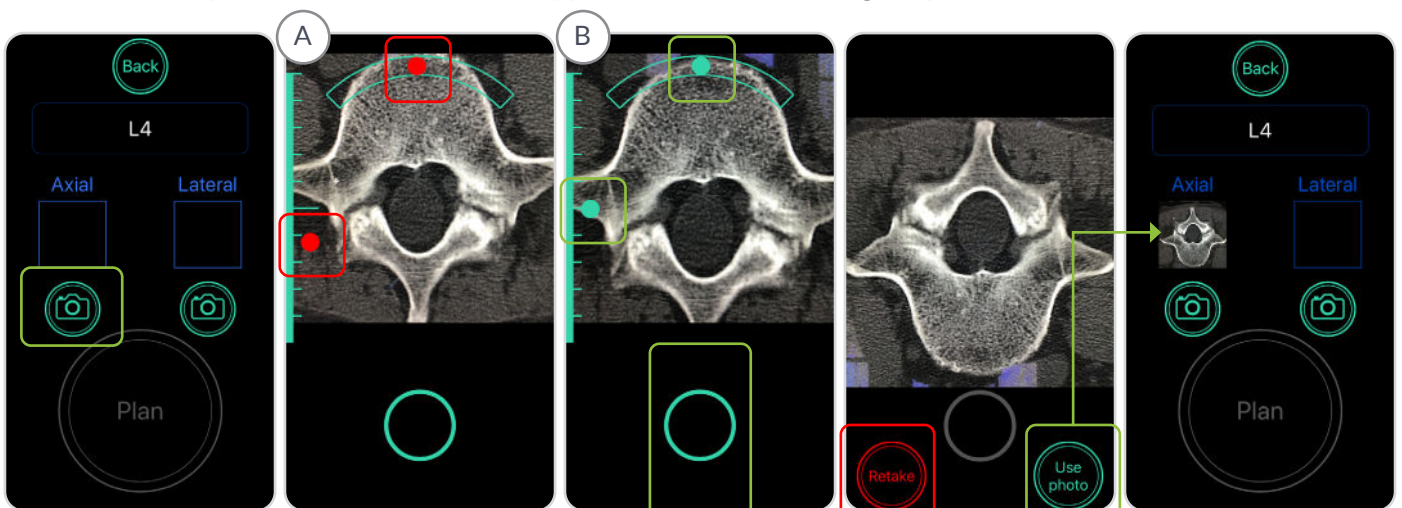 A
B
Back
L4
Axial
Lateral
Plan
Retake
Use
photo
Back
L4
Axial
Lateral
Plan